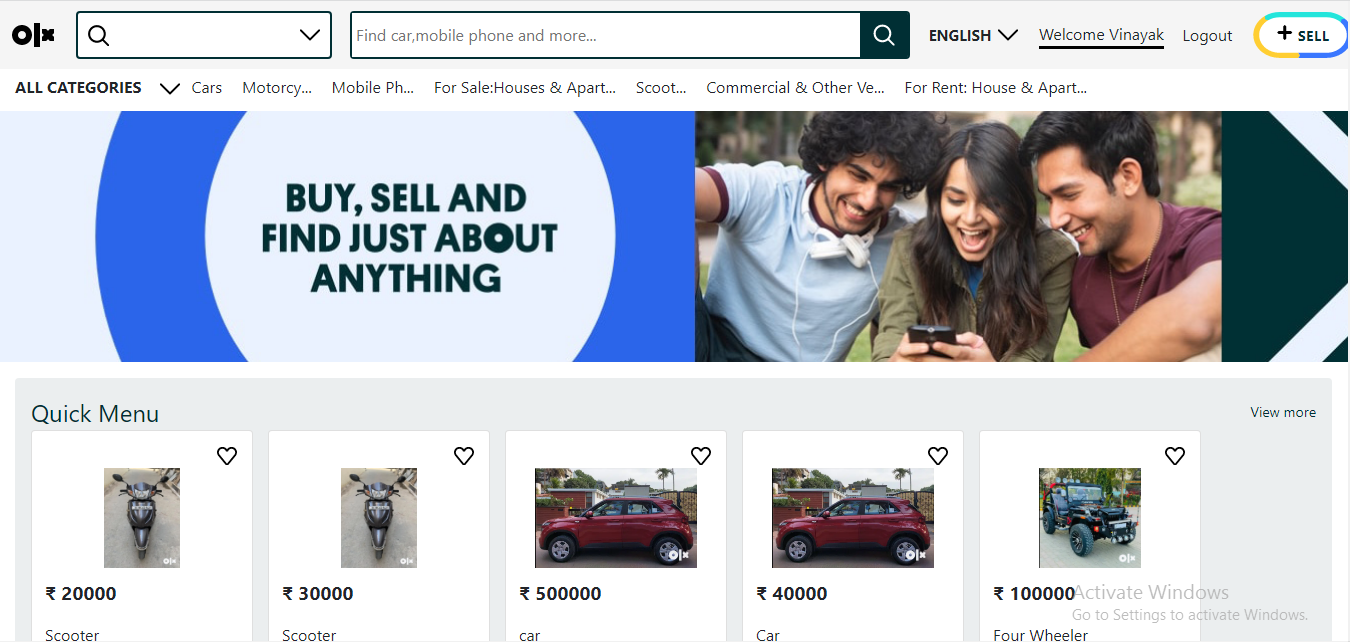 olx
Find car,mobile phone and more...
ENGLISH
Welcome Vinayak
Logout
+ SELL
ALL CATEGORIES
Cars
Motorcy...
Mobile Ph...
For Sale:Houses & Apart...
Scoot...
Commercial & Other Ve...
For Rent: House & Apart...
BUY, SELL AND
FIND JUST ABOUT
ANYTHING
Quick Menu
View more
olx
olx
olx
olx
olx
₹ 20000
₹ 30000
₹ 500000
₹ 40000
₹ 100000
Scooter
Scooter
car
Car
Four Wheeler
Activate Windows
Go to Settings to activate Windows.